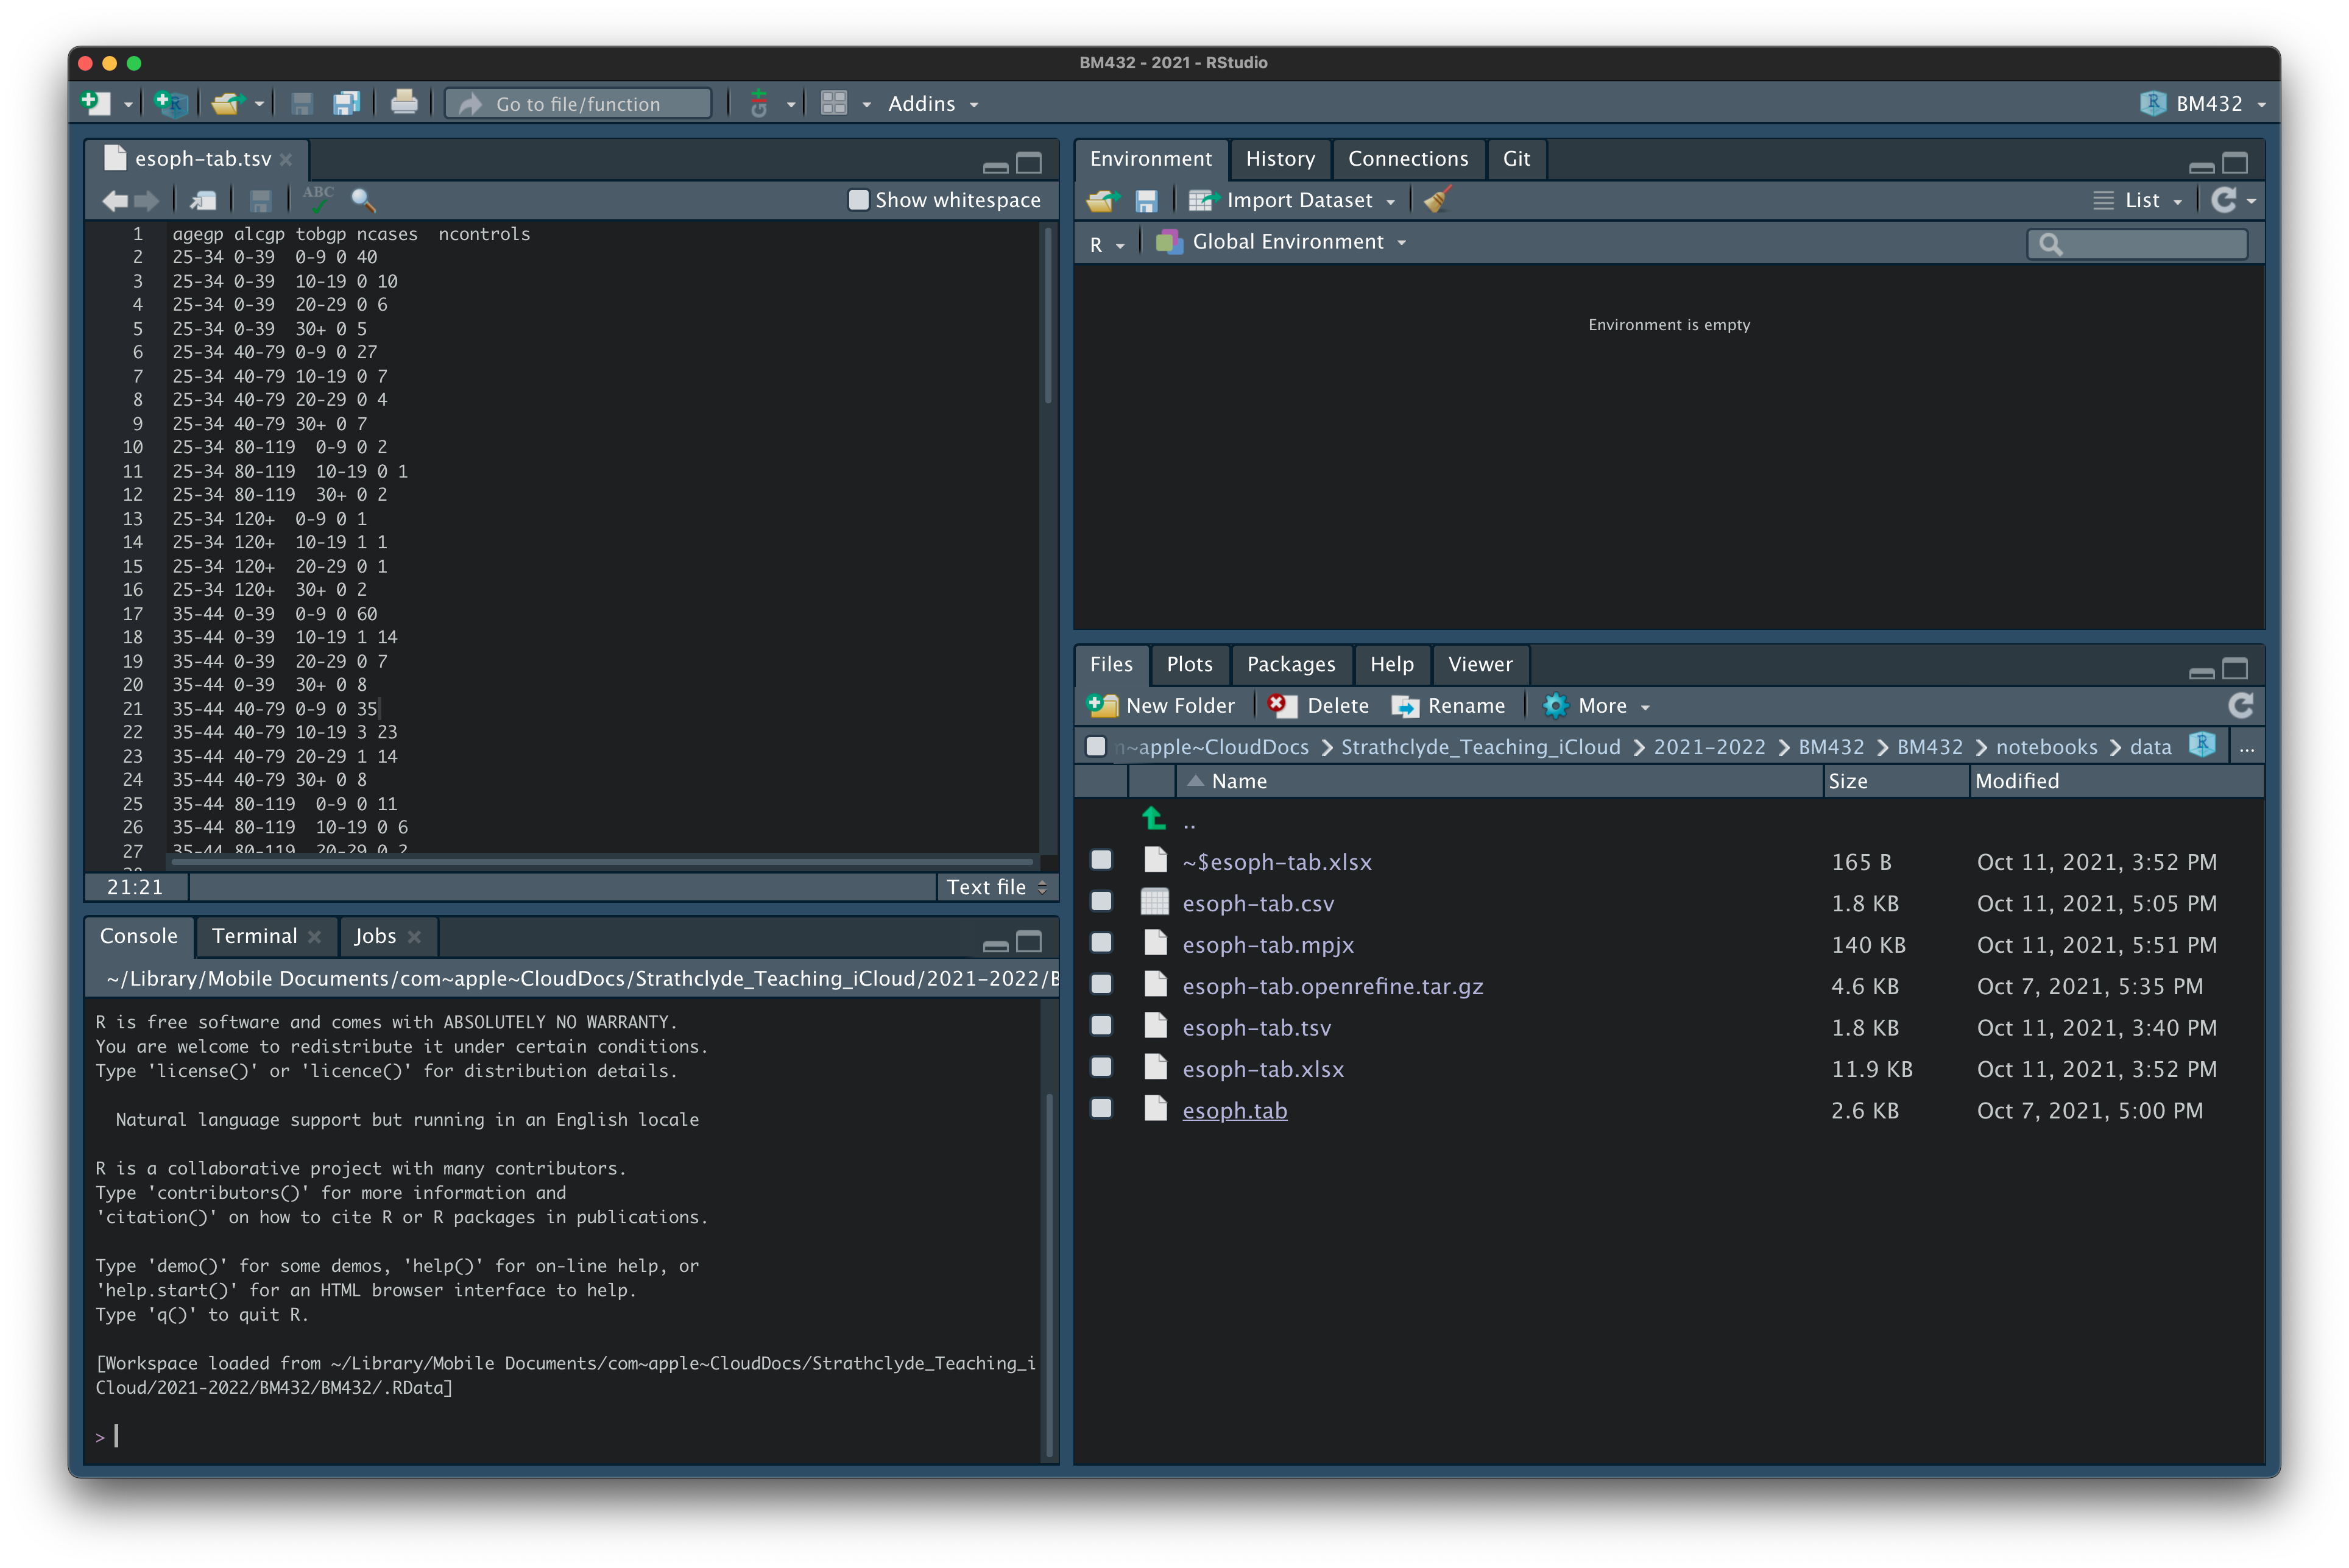 BM432 - 2021 - RStudio
Go to file/function
Addins
BM432
esoph-tab.tsv
ABC
Show whitespace
1 agegp alcgp tobgp ncases ncontrols
2 25-34 0-39 0-9 0 40
3 25-34 0-39 10-19 0 10
4 25-34 0-39 20-29 0 6
5 25-34 0-39 30+ 0 5
6 25-34 40-79 0-9 0 27
7 25-34 40-79 10-19 0 7
8 25-34 40-79 20-29 0 4
9 25-34 40-79 30+ 0 7
10 25-34 80-119 0-9 0 2
11 25-34 80-119 10-19 0 1
12 25-34 80-119 30+ 0 2
13 25-34 120+ 0-9 0 1
14 25-34 120+ 10-19 1 1
15 25-34 120+ 20-29 0 1
16 25-34 120+ 30+ 0 2
17 35-44 0-39 0-9 0 60
18 35-44 0-39 10-19 1 14
19 35-44 0-39 20-29 0 7
20 35-44 0-39 30+ 0 8
21 35-44 40-79 0-9 0 35
22 35-44 40-79 10-19 3 23
23 35-44 40-79 20-29 1 14
24 35-44 40-79 30+ 0 8
25 35-44 80-119 0-9 0 11
26 35-44 80-119 10-19 0 6
27 35-44 80-119 20-29 0 2
21:21
Text file
Console Terminal Jobs
~/Library/Mobile Documents/com~apple~CloudDocs/Strathclyde_Teaching_iCloud/2021-2022/B
R is free software and comes with ABSOLUTELY NO WARRANTY.
You are welcome to redistribute it under certain conditions.
Type 'license()' or 'licence()' for distribution details.
Natural language support but running in an English locale
R is a collaborative project with many contributors.
Type 'contributors()' for more information and
'citation()' on how to cite R or R packages in publications.
Type 'demo()' for some demos, 'help()' for on-line help, or
'help.start()' for an HTML browser interface to help.
Type 'q()' to quit R.
[Workspace loaded from ~/Library/Mobile Documents/com~apple~CloudDocs/Strathclyde_Teaching_i
Cloud/2021-2022/BM432/BM432/.RData]
>
Environment History Connections Git
Import Dataset
List
R
Global Environment
Environment is empty
Files Plots Packages Help Viewer
New Folder Delete Rename More
~apple~CloudDocs Strathclyde_Teaching_iCloud 2021-2022 BM432 BM432 notebooks data ...
Name Size Modified
..
~$esoph-tab.xlsx 165 B Oct 11, 2021, 3:52 PM
esoph-tab.csv 1.8 KB Oct 11, 2021, 5:05 PM
esoph-tab.mpjx 140 KB Oct 11, 2021, 5:51 PM
esoph-tab.openrefine.tar.gz 4.6 KB Oct 7, 2021, 5:35 PM
esoph-tab.tsv 1.8 KB Oct 11, 2021, 3:40 PM
esoph-tab.xlsx 11.9 KB Oct 11, 2021, 3:52 PM
esoph.tab 2.6 KB Oct 7, 2021, 5:00 PM